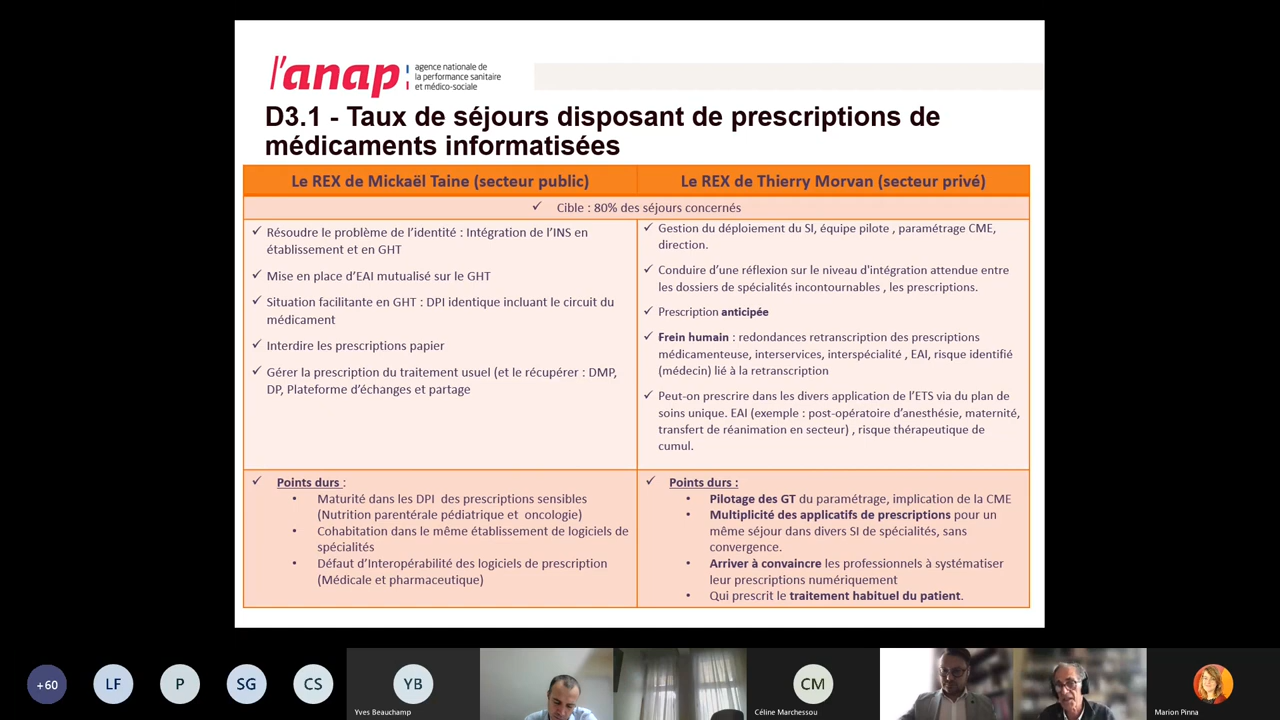 l'anap
agence nationale de
la performance sanitaire
et médico-sociale
D3.1 - Taux de séjours disposant de prescriptions de
médicaments informatisées
Le REX de Mickaël Taine (secteur public)
Le REX de Thierry Morvan (secteur privé)
✓ Cible : 80% des séjours concernés
✓ Résoudre le problème de l'identité : Intégration de l'INS en
établissement et en GHT
✓ Mise en place d'EAI mutualisé sur le GHT
✓ Situation facilitante en GHT : DPI identique incluant le circuit du
médicament
✓ Interdire les prescriptions papier
✓ Gérer la prescription du traitement usuel (et le récupérer : DMP,
DP, Plateforme d'échanges et partage
✓ Gestion du déploiement du SI, équipe pilote , paramétrage CME,
direction.
✓ Conduire d'une réflexion sur le niveau d'intégration attendue entre
les dossiers de spécialités incontournables , les prescriptions.
✓ Prescription anticipée
✓ Frein humain : redondances retranscription des prescriptions
médicamenteuse, interservices, interspécialité , EAI, risque identifié
(médecin) lié à la retranscription
✓ Peut-on prescrire dans les divers application de l'ETS via du plan de
soins unique. EAI (exemple : post-opératoire d'anesthésie, maternité,
transfert de réanimation en secteur) , risque thérapeutique de
cumul.
✓ Points durs :
• Maturité dans les DPI des prescriptions sensibles
(Nutrition parentérale pédiatrique et oncologie)
• Cohabitation dans le même établissement de logiciels de
spécialités
• Défaut d'Interopérabilité des logiciels de prescription
(Médicale et pharmaceutique)
✓ Points durs :
• Pilotage des GT du paramétrage, implication de la CME
• Multiplicité des applicatifs de prescriptions pour un
même séjour dans divers SI de spécialités, sans
convergence.
• Arriver à convaincre les professionnels à systématiser
leur prescriptions numériquement
• Qui prescrit le traitement habituel du patient.
+60
LF
P
SG
CS
YB
Yves Beauchamp
CM
Céline Marchessou
Marion Pinna